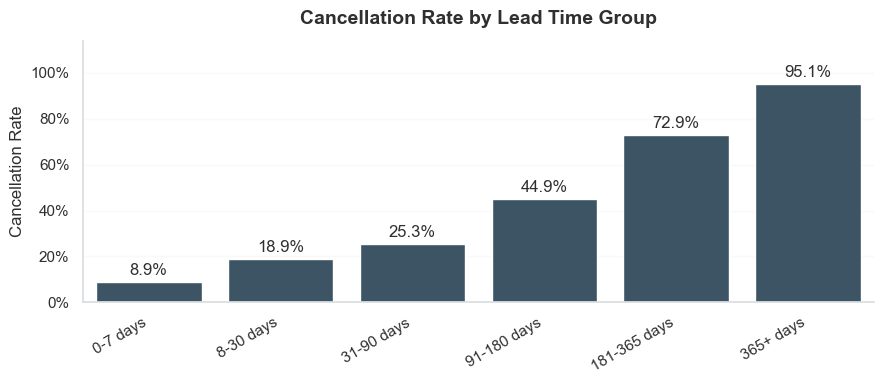 Cancellation Rate by Lead Time Group
Cancellation Rate
100%
80%
60%
40%
20%
0%
8.9%
18.9%
25.3%
44.9%
72.9%
95.1%
0-7 days
8-30 days
31-90 days
91-180 days
181-365 days
365+ days